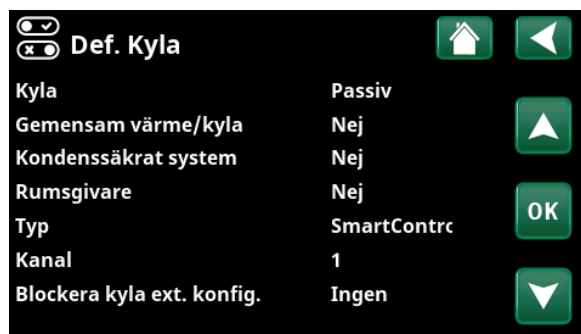 Def. Kyla
Kyla Passiv
Gemensam värme/kyla Nej
Kondenssäkrat system Nej
Rumsgivare Nej
Typ SmartContrc
Kanal 1
Blockera kyla ext. konfig. Ingen
OK